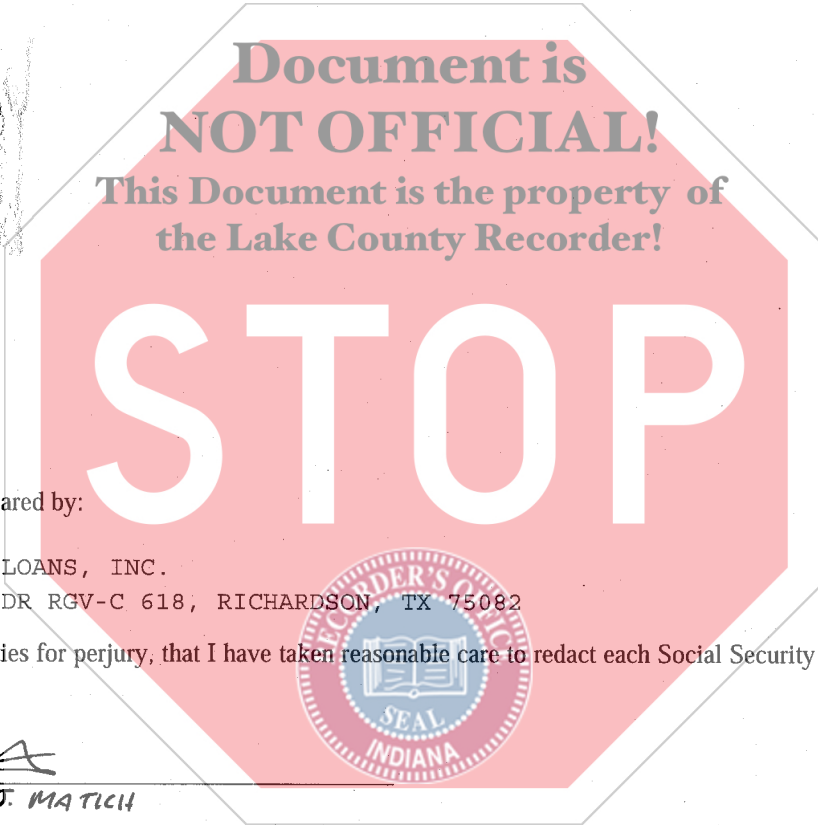 Document is
NOT OFFICIAL!
This Document is the property of
the Lake County Recorder!
STOP
ared by:
LOANS, INC.
DR RGV-C 618, RICHARDSON, TX 75082
ies for perjury, that I have taken reasonable care to redact each Social Security
RECORDER'S OFFICE
SEAL
INDIANA
J. MATICH